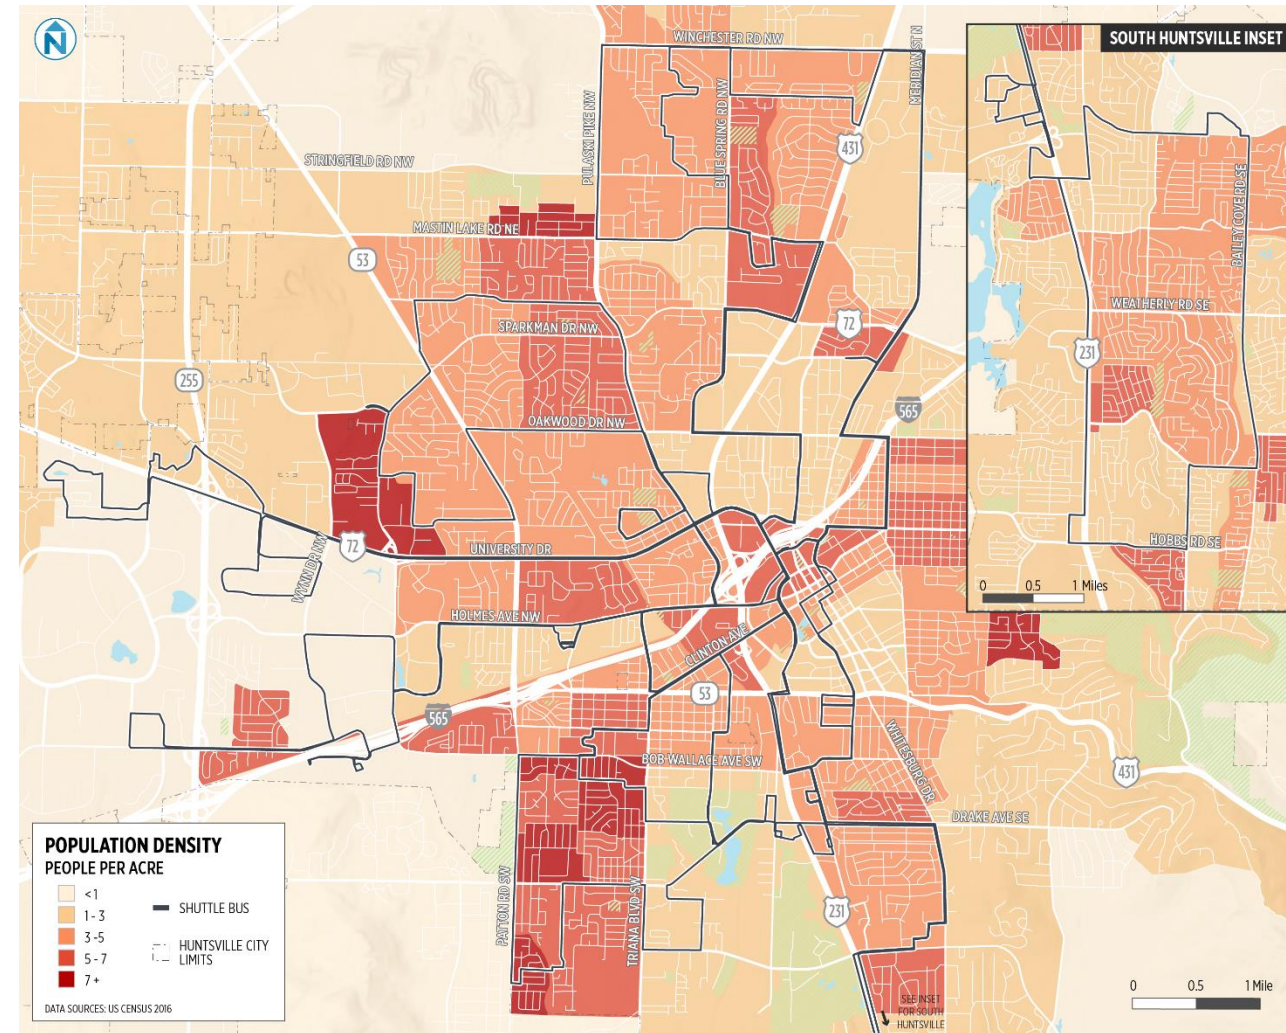 N
WINCHESTER RD NW
MERIDIAN ST N
SOUTH HUNTSVILLE INSET
PULASKI PIKE NW
BLUE SPRING RD NW
431
STRINGFIELD RD NW
MASTIN LAKE RD NE
53
BAILEY COVE RD SE
WEATHERLY RD SE
SPARKMAN DR NW
72
231
255
565
OAKWOOD DR NW
72
UNIVERSITY DR
WYNN DR NW
HOBBS RD SE
0 0.5 1 Miles
HOLMES AVE NW
CLINTON AVE
53
565
WHITESBURG DR
BOB WALLACE AVE SW
431
DRAKE AVE SE
PATTON RD SW
TRIANA BLVD SW
231
POPULATION DENSITY
PEOPLE PER ACRE
<1
1 - 3
3 -5
5 - 7
7 +
SHUTTLE BUS
HUNTSVILLE CITY
LIMITS
DATA SOURCES: US CENSUS 2016
SEE INSET
FOR SOUTH
HUNTSVILLE
0 0.5 1 Mile